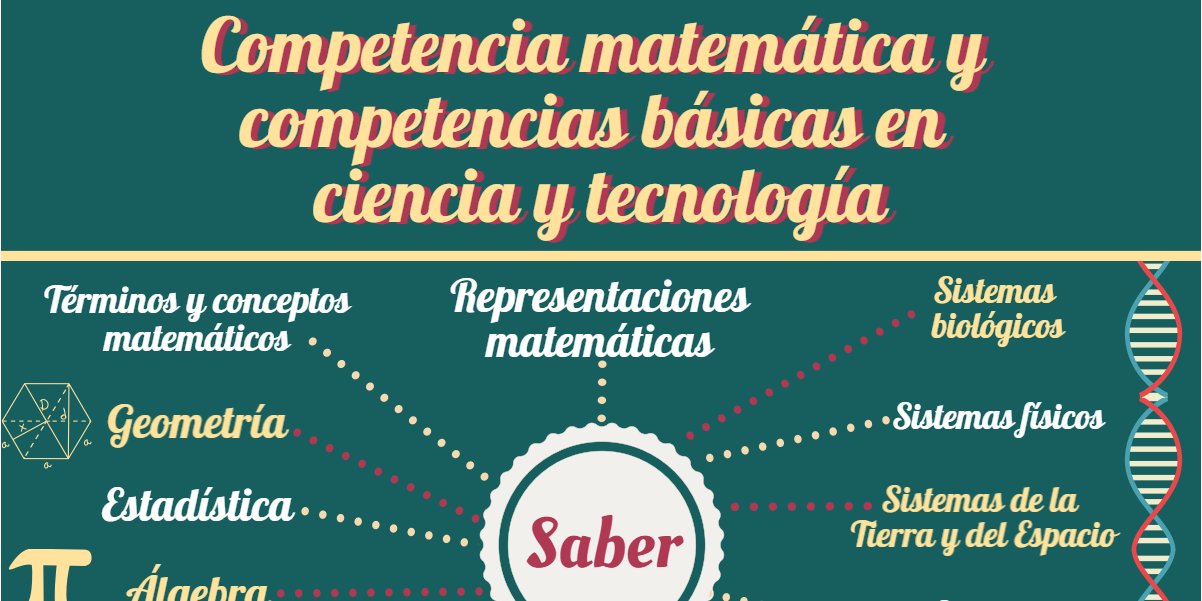 Competencia matemática y
competencias básicas en
ciencia y tecnología
Términos y conceptos
matemáticos
Representaciones
matemáticas
Sistemas
biológicos
Geometría
Sistemas físicos
Estadística
Sistemas de la
Tierra y del Espacio
Saber
Álgebra
D
d
x
a
a
a